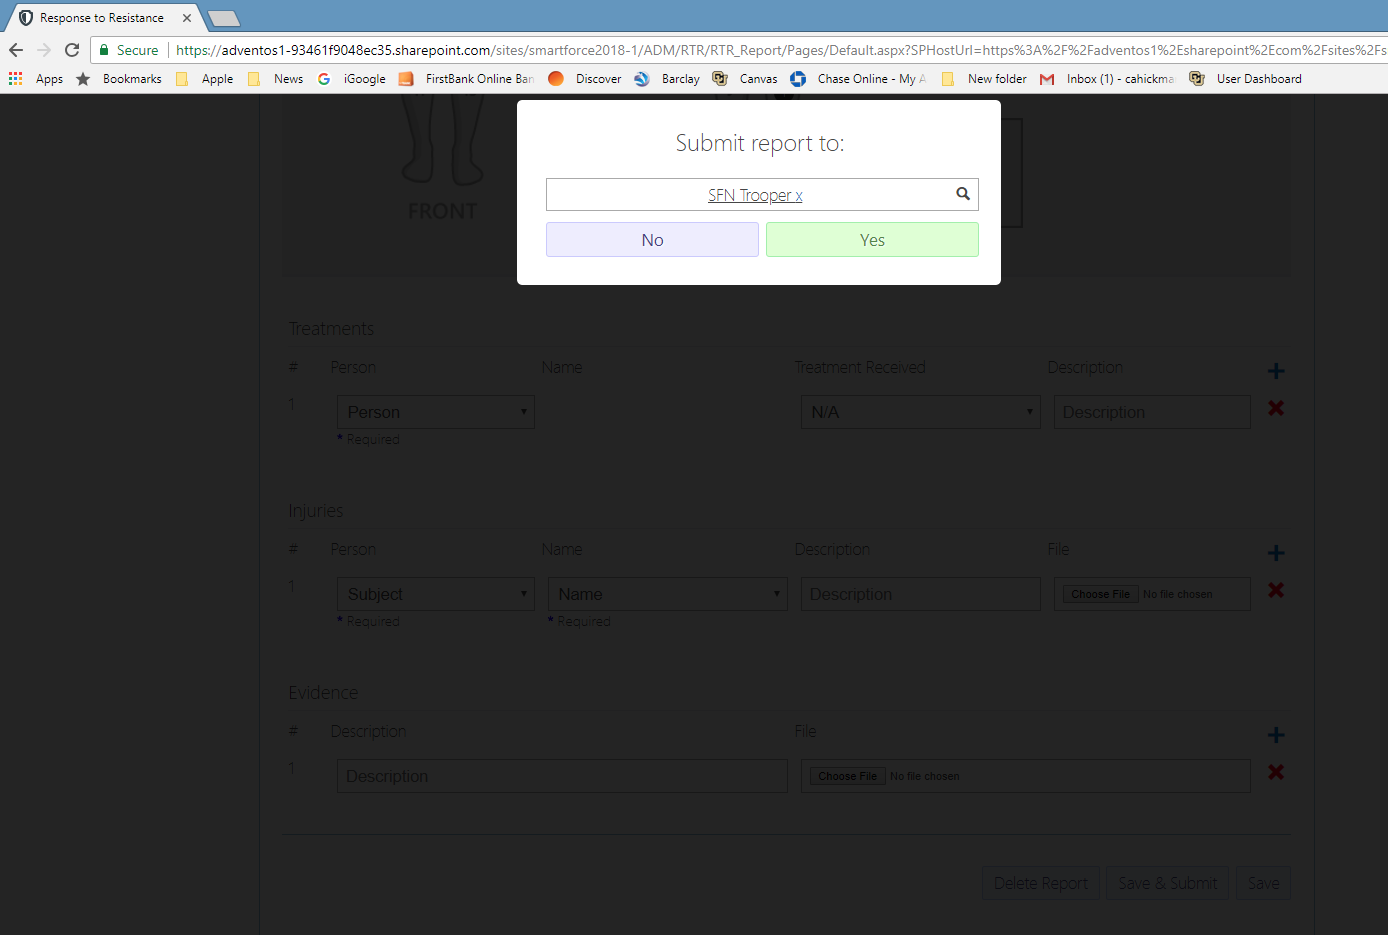 Response to Resistance
Secure https://adventos1-93461f9048ec35.sharepoint.com/sites/smartforce2018-1/ADM/RTR/RTR_Report/Pages/Default.aspx?SPHostUrl=https%3A%2F%2Fadventos1%2Esharepoint%2Ecom%2Fsites%2Fs
Apps Bookmarks Apple News iGoogle FirstBank Online Ban Discover Barclay Canvas Chase Online - My A New folder Inbox (1) - cahickma User Dashboard
Submit report to:
SFN Trooper x
No Yes
FRONT
Treatments
# Person Name Treatment Received Description
1 Person N/A Description
* Required
Injuries
# Person Name Description File
1 Subject Name Description Choose File No file chosen
* Required * Required
Evidence
# Description File
1 Description Choose File No file chosen
Delete Report Save & Submit Save